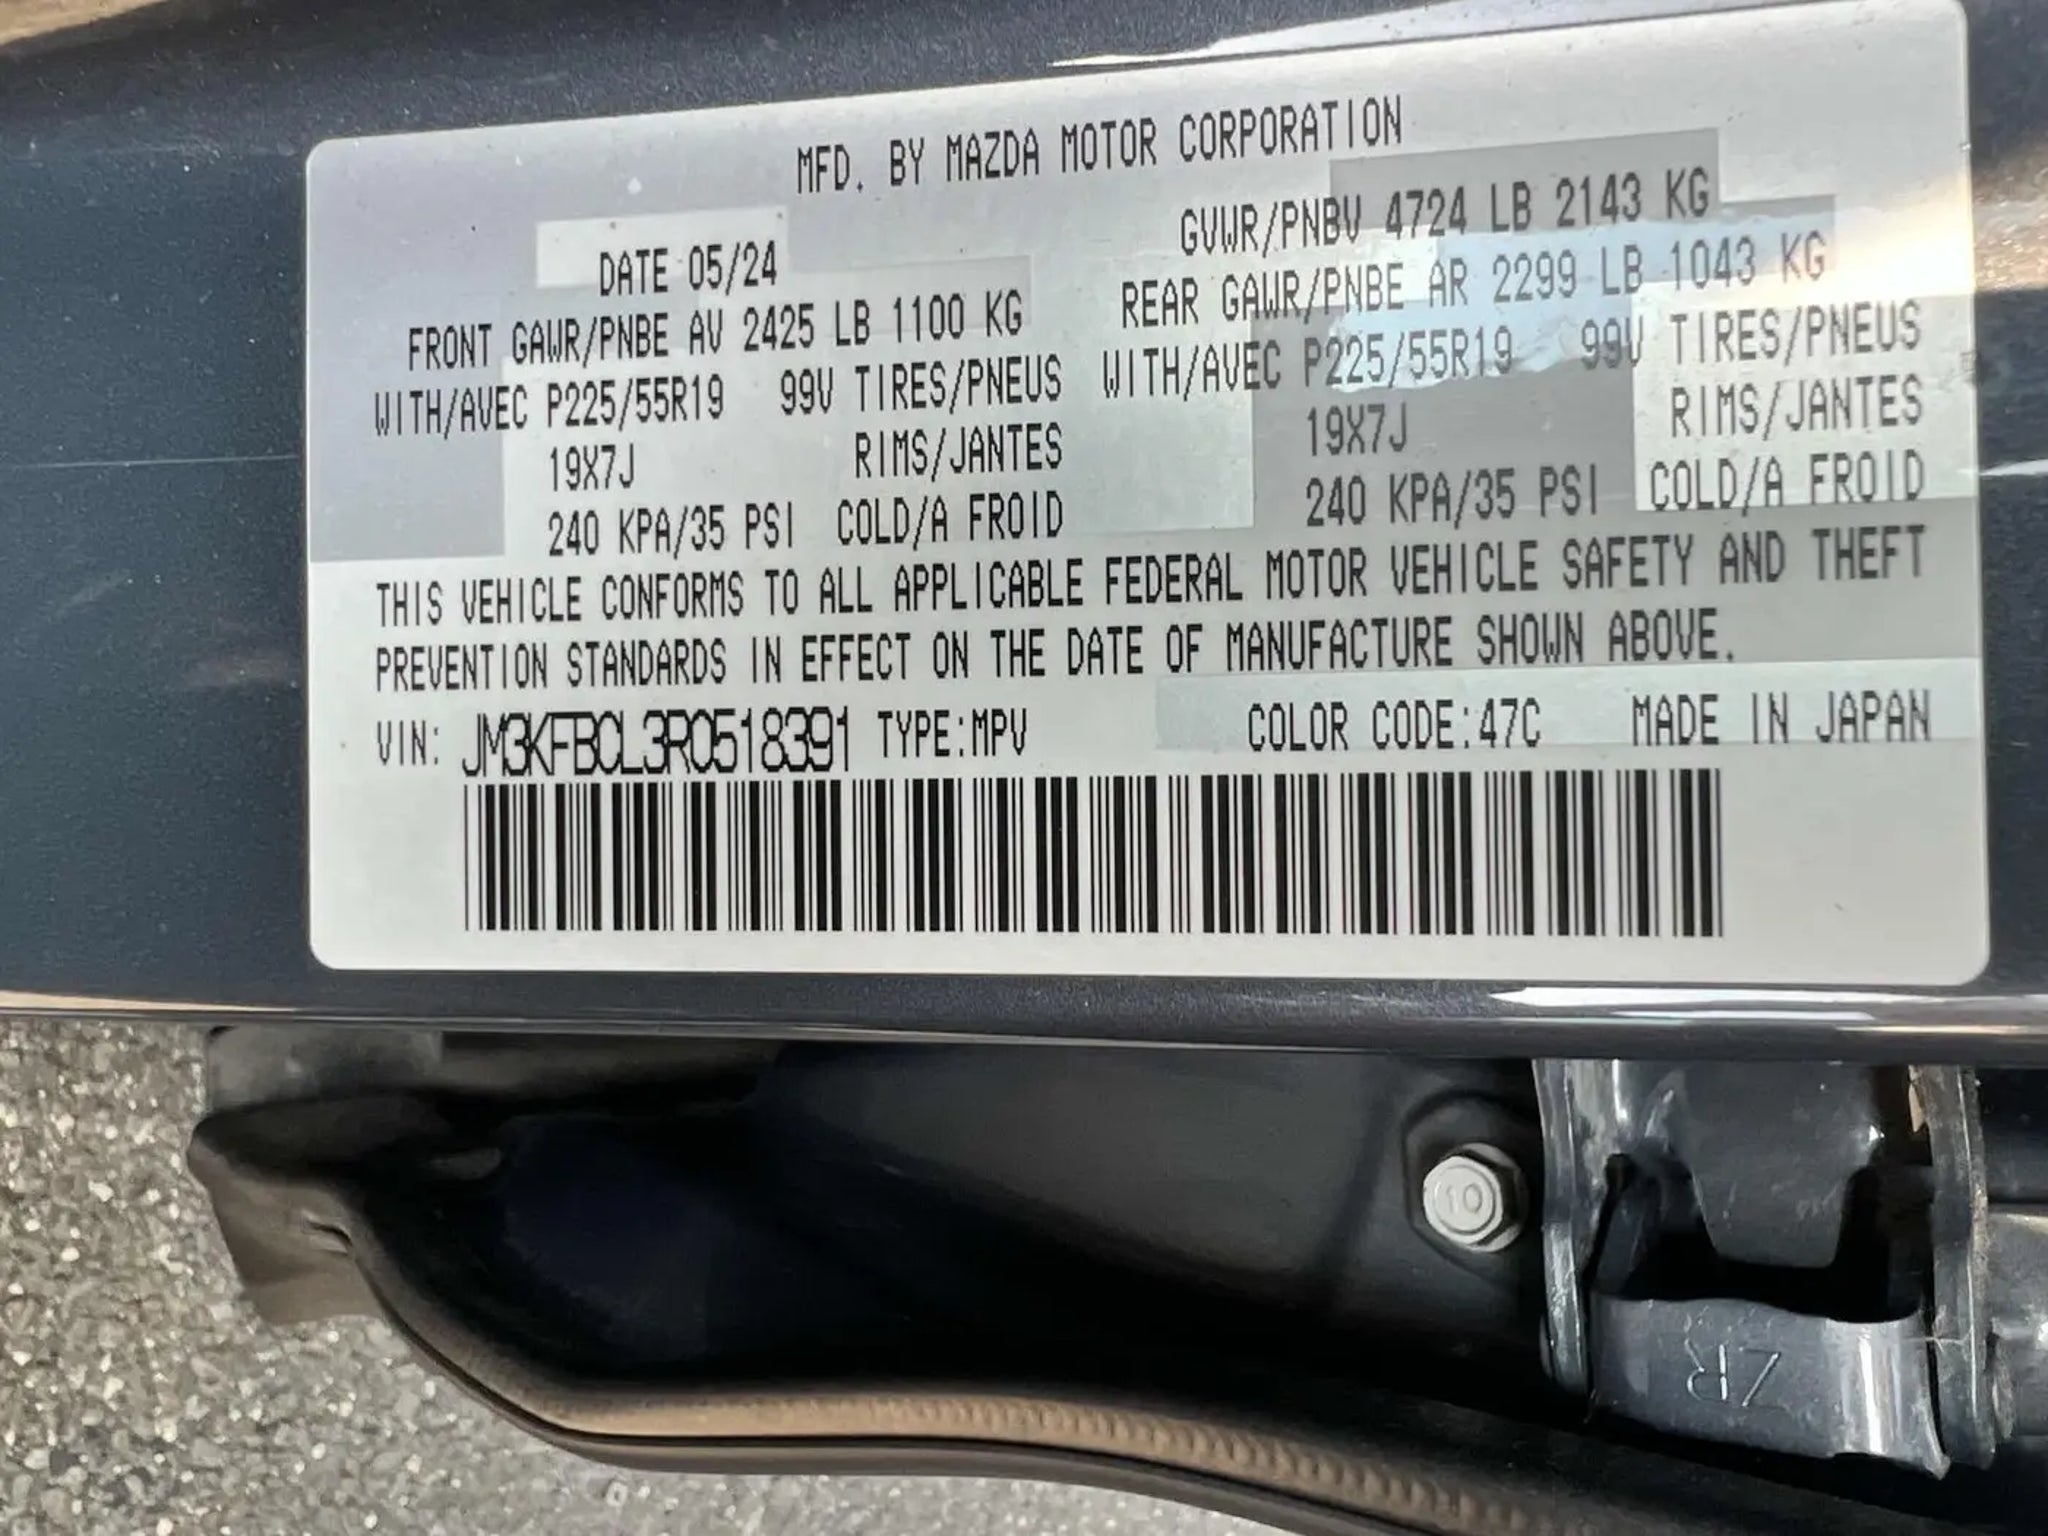 MFD. BY MAZDA MOTOR CORPORATION
DATE 05/24 GVWR/PNBV 4724 LB 2143 KG
FRONT GAWR/PNBE AV 2425 LB 1100 KG REAR GAWR/PNBE AR 2299 LB 1043 KG
WITH/AVEC P225/55R19 99V TIRES/PNEUS WITH/AVEC P225/55R19 99V TIRES/PNEUS
19X7J RIMS/JANTES 19X7J RIMS/JANTES
240 KPA/35 PSI COLD/A FROID 240 KPA/35 PSI COLD/A FROID
THIS VEHICLE CONFORMS TO ALL APPLICABLE FEDERAL MOTOR VEHICLE SAFETY AND THEFT
PREVENTION STANDARDS IN EFFECT ON THE DATE OF MANUFACTURE SHOWN ABOVE.
VIN: JM3KFBCL3R0518391 TYPE:MPV COLOR CODE:47C MADE IN JAPAN
10
ZR